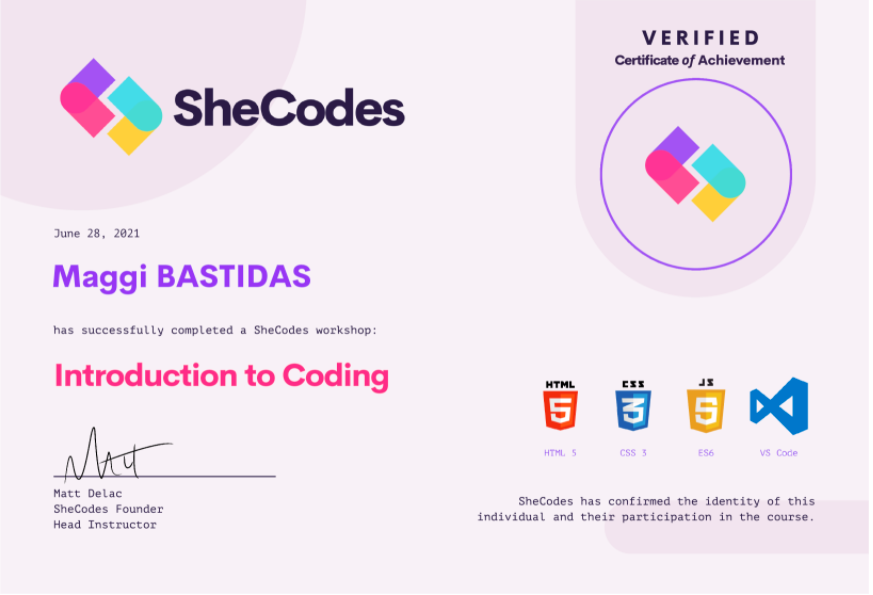 VERIFIED
Certificate of Achievement
SheCodes
June 28, 2021
Maggi BASTIDAS
has successfully completed a SheCodes workshop:
Introduction to Coding
HTML
5
CSS
3
JS
5
HTML 5
CSS 3
ES6
VS Code
Matt
Matt Delac
SheCodes Founder
Head Instructor
SheCodes has confirmed the identity of this
individual and their participation in the course.